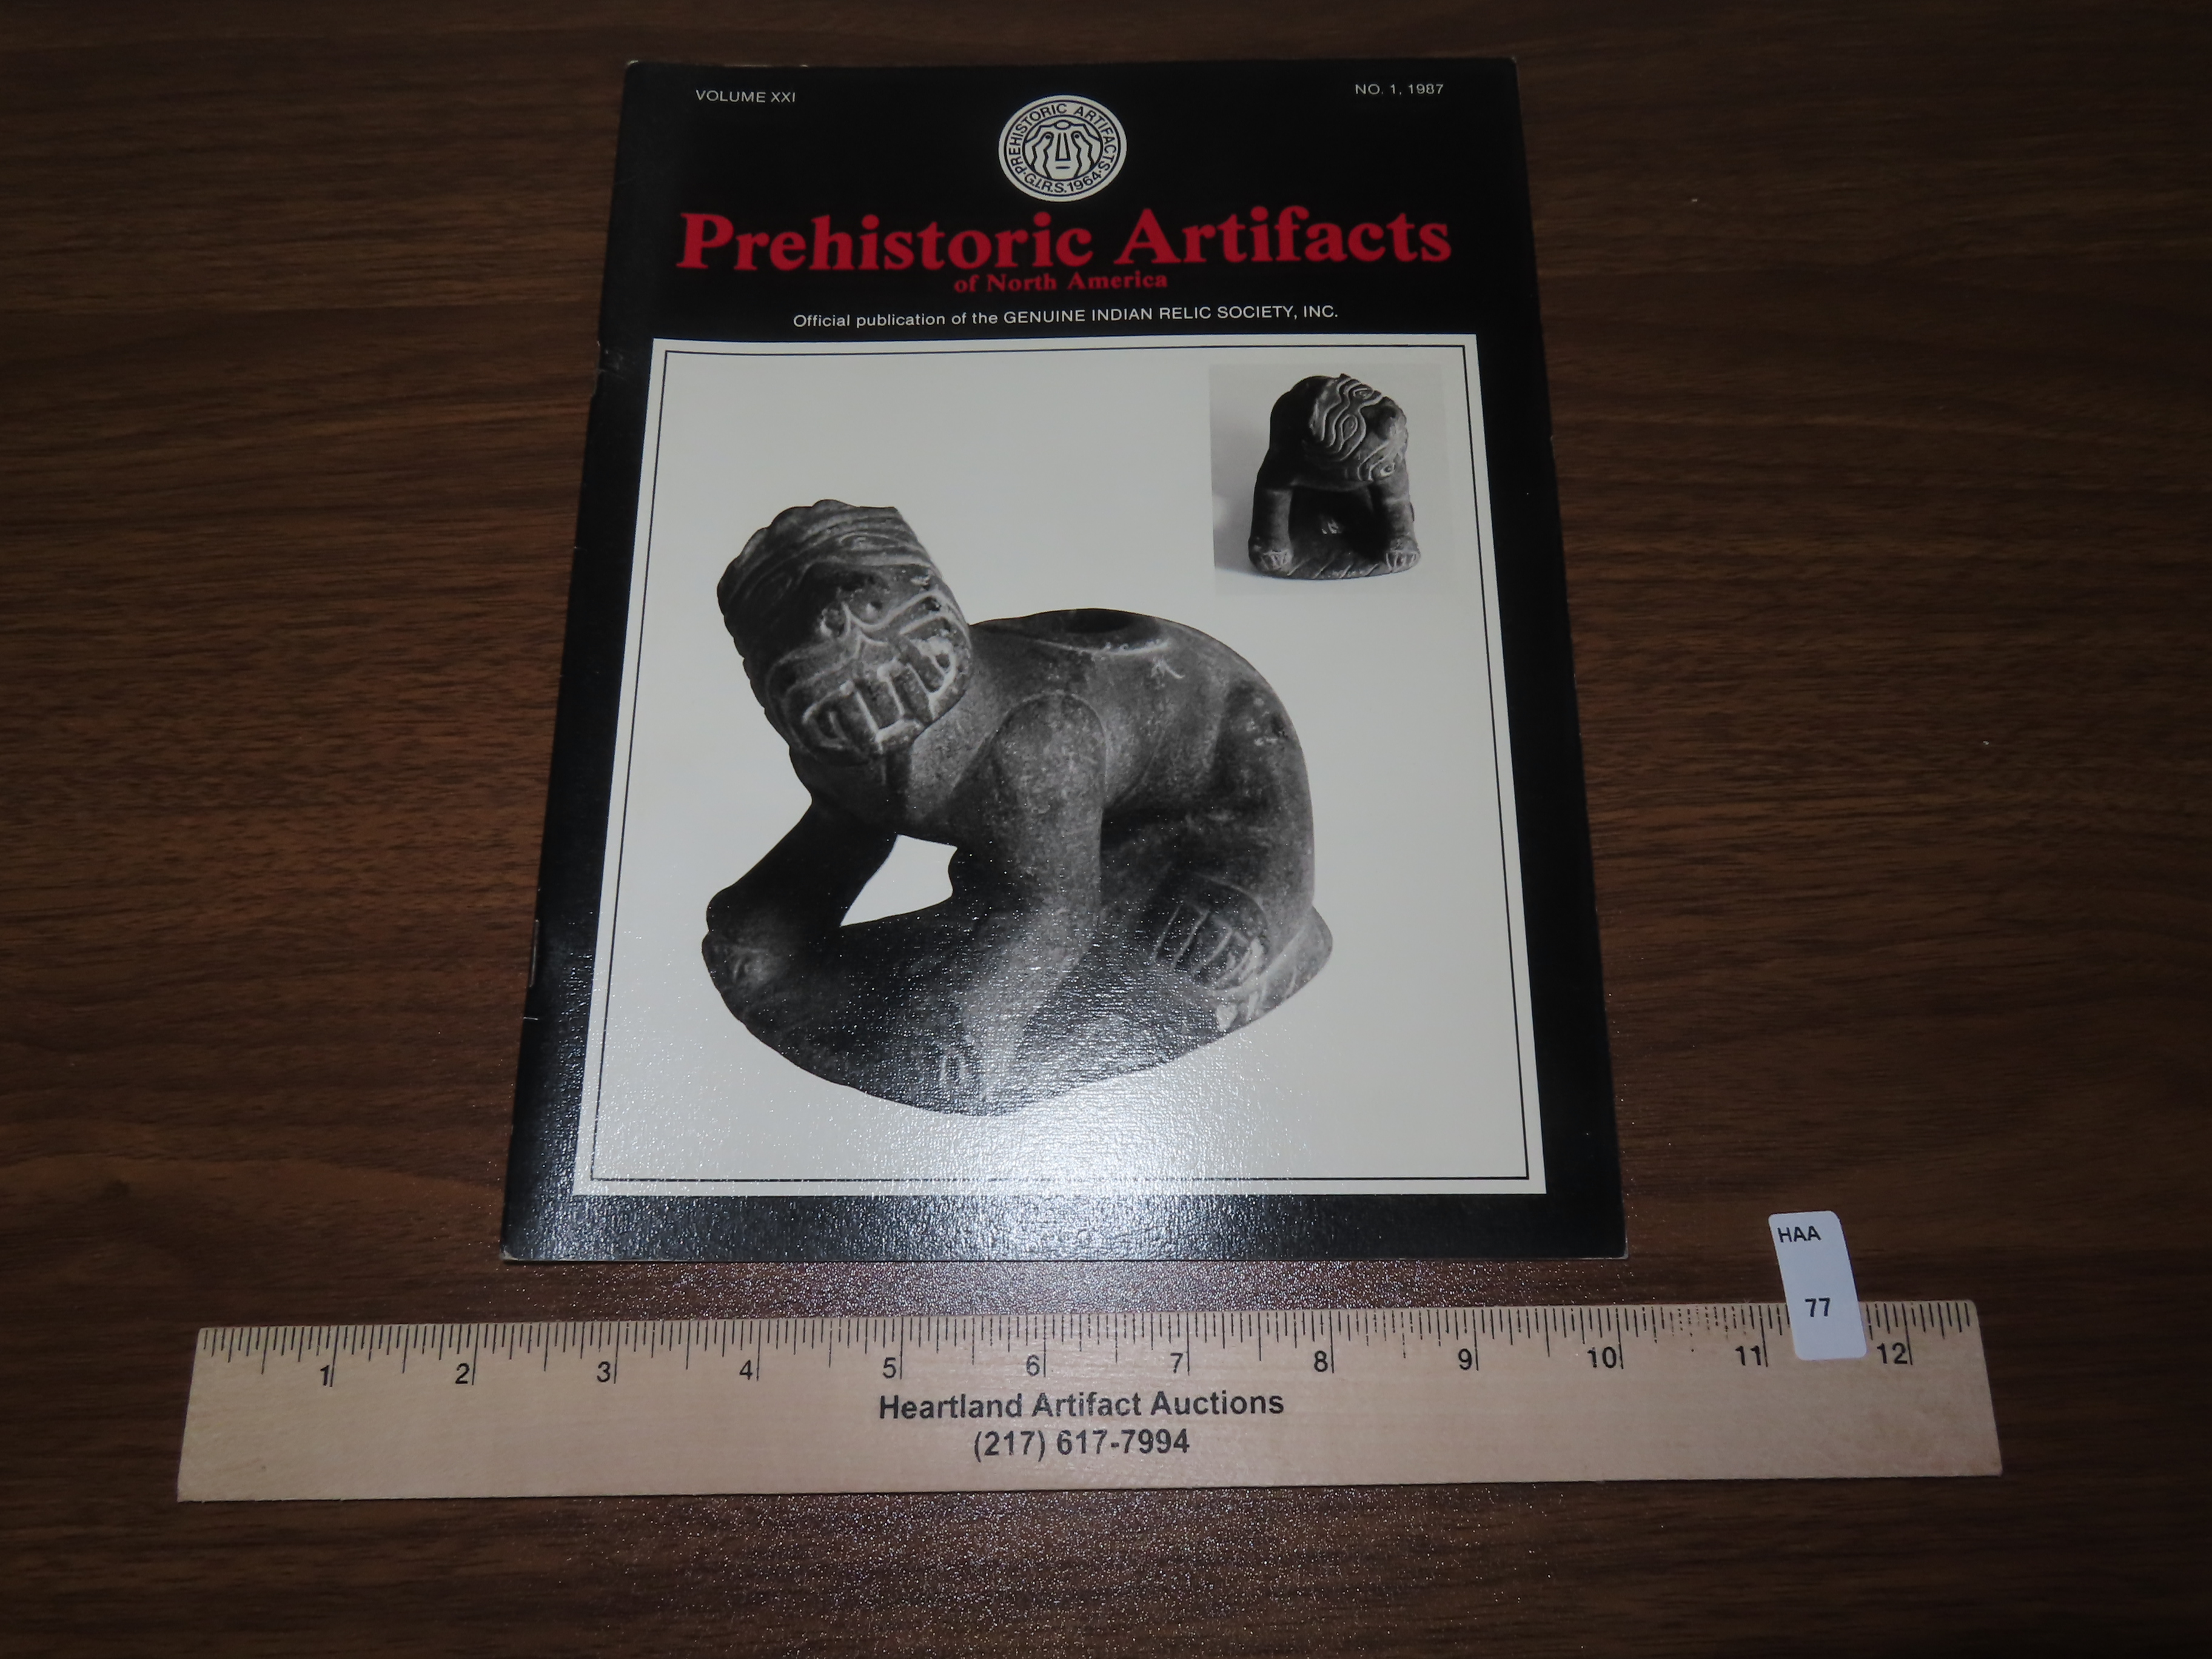 VOLUME XXI
NO. 1, 1987
PREHISTORIC ARTIFACTS
G.I.R.S. 1964
Prehistoric Artifacts
of North America
Official publication of the GENUINE INDIAN RELIC SOCIETY, INC.
HAA
77
1 2 3 4 5 6 7 8 9 10 11 12
Heartland Artifact Auctions
(217) 617-7994